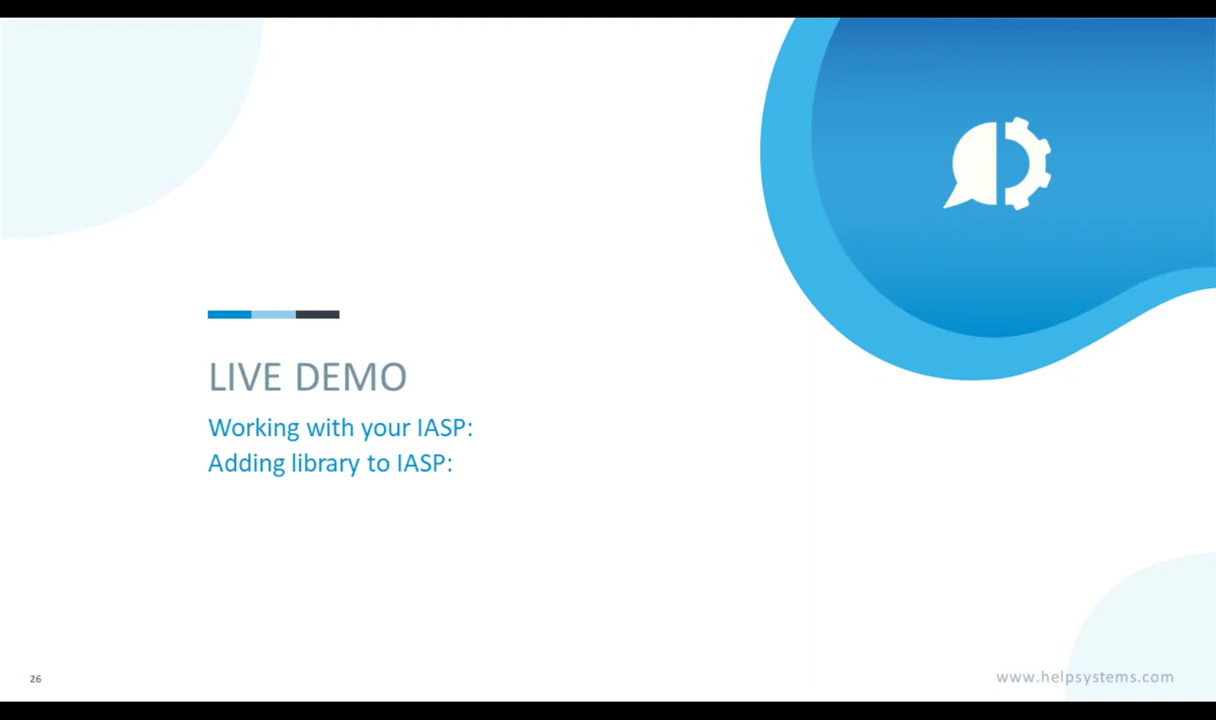 LIVE DEMO
Working with your IASP:
Adding library to IASP:
26
www.helpsystems.com